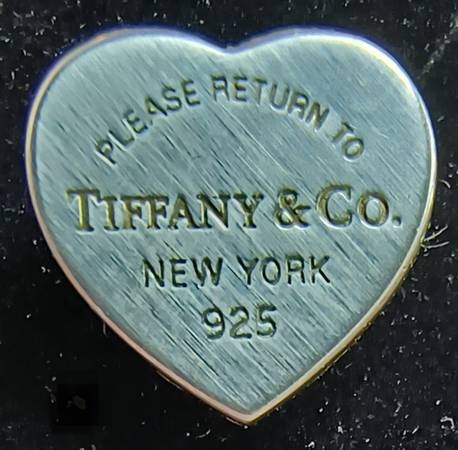 PLEASE RETURN TO
TIFFANY & CO.
NEW YORK
925